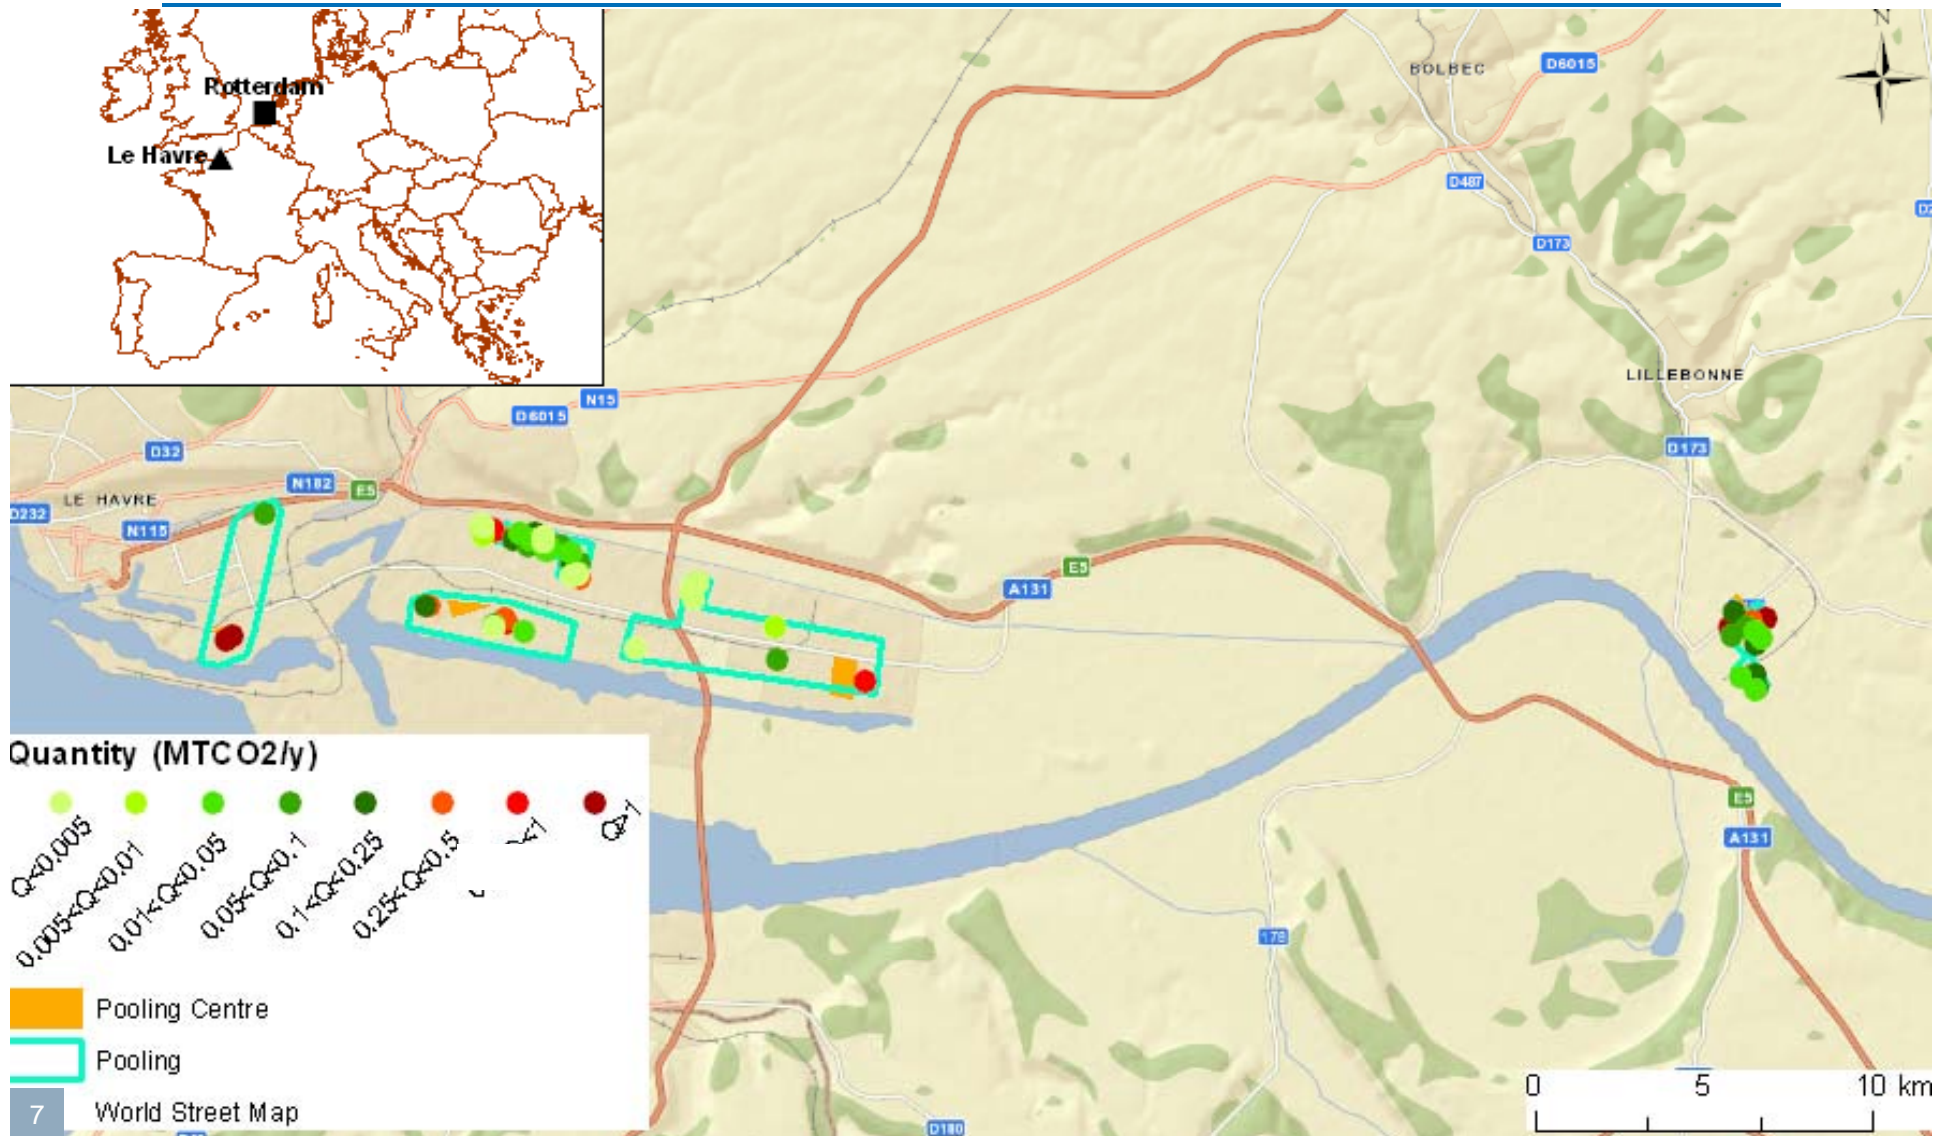 N
BOLBEC
D6015
Rotterdam
Le Havre
D487
D173
LILLEBONNE
N15
D6015
D32
D173
N182
E5
LE HAVRE
D232
N115
E5
A131
Quantity (MTCO2/y)
Q<0.005
0.005<Q<0.01
0.01<Q<0.05
0.05<Q<0.1
0.1<Q<0.25
0.25<Q<0.5
Q>1
E5
A131
178
Pooling Centre
Pooling
World Street Map
7
0 5 10 km
D180